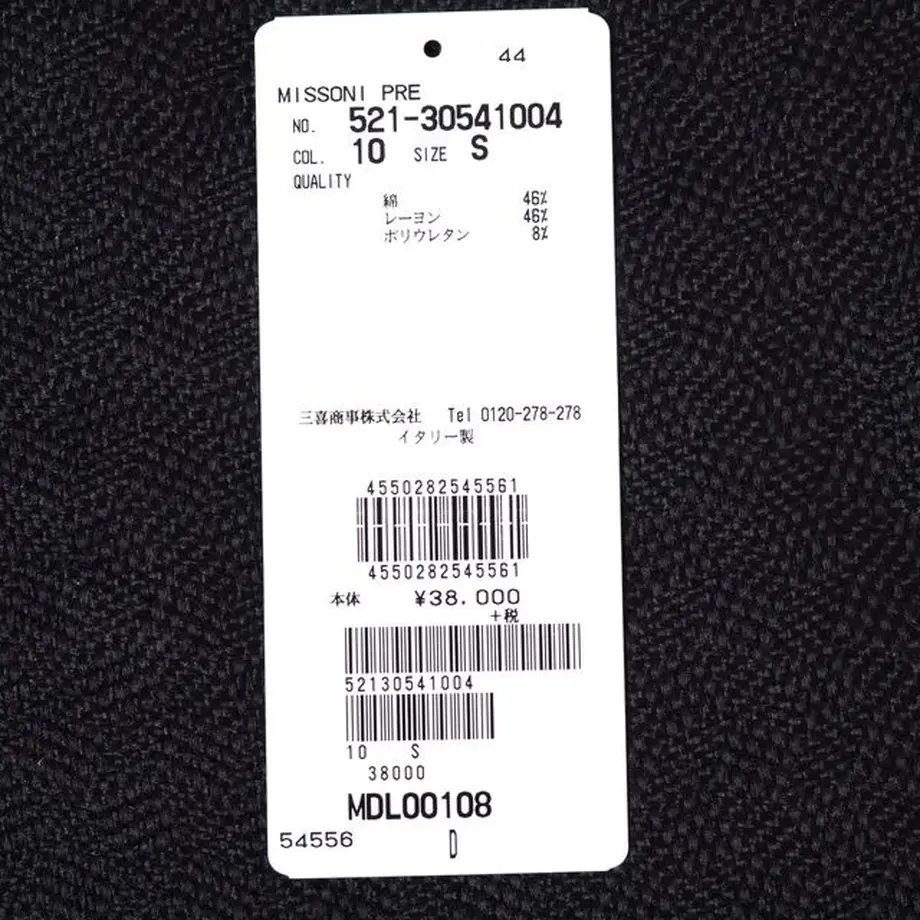 44
MISSONI PRE
NO. 521-30541004
COL. 10 SIZE S
QUALITY
綿 46%
レーヨン 46%
ポリウレタン 8%
三喜商事株式会社 Tel 0120-278-278
イタリー製
4550282545561
4550282545561
本体 ¥38.000
+税
52130541004
10 S
38000
MDL00108
54556 D